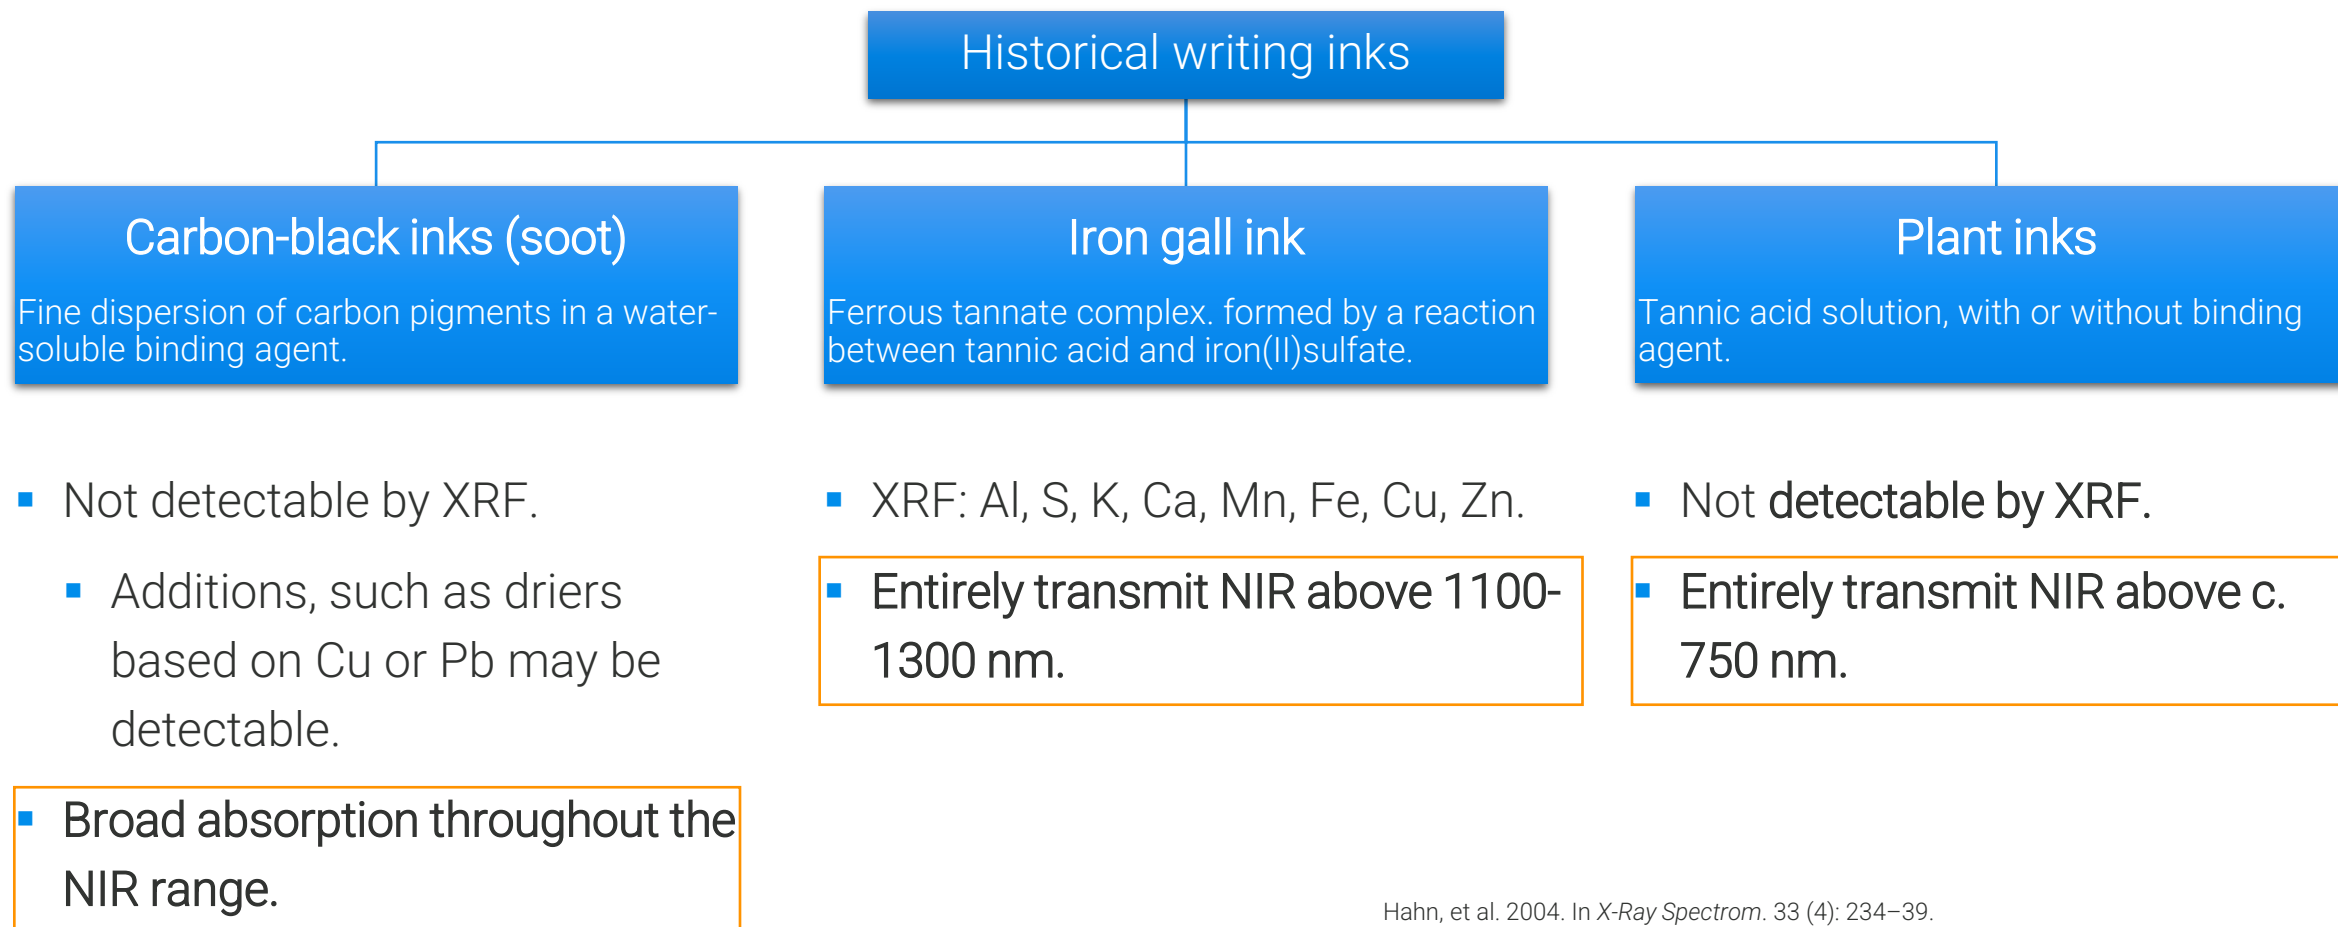 Historical writing inks
Carbon-black inks (soot)
Fine dispersion of carbon pigments in a water-
soluble binding agent.
Iron gall ink
Ferrous tannate complex. formed by a reaction
between tannic acid and iron(II)sulfate.
Plant inks
Tannic acid solution, with or without binding
agent.
Not detectable by XRF.
Additions, such as driers
based on Cu or Pb may be
detectable.
Broad absorption throughout the
NIR range.
XRF: Al, S, K, Ca, Mn, Fe, Cu, Zn.
Entirely transmit NIR above 1100-
1300 nm.
Not detectable by XRF.
Entirely transmit NIR above c.
750 nm.
Hahn, et al. 2004. In X-Ray Spectrom. 33 (4): 234–39.